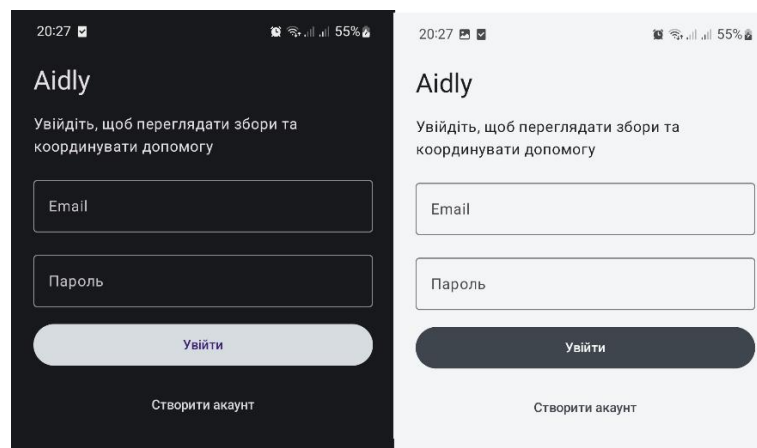 20:27
55%
Aidly
Увійдіть, щоб переглядати збори та
координувати допомогу
Email
Пароль
Увійти
Створити акаунт
20:27
55%
Aidly
Увійдіть, щоб переглядати збори та
координувати допомогу
Email
Пароль
Увійти
Створити акаунт